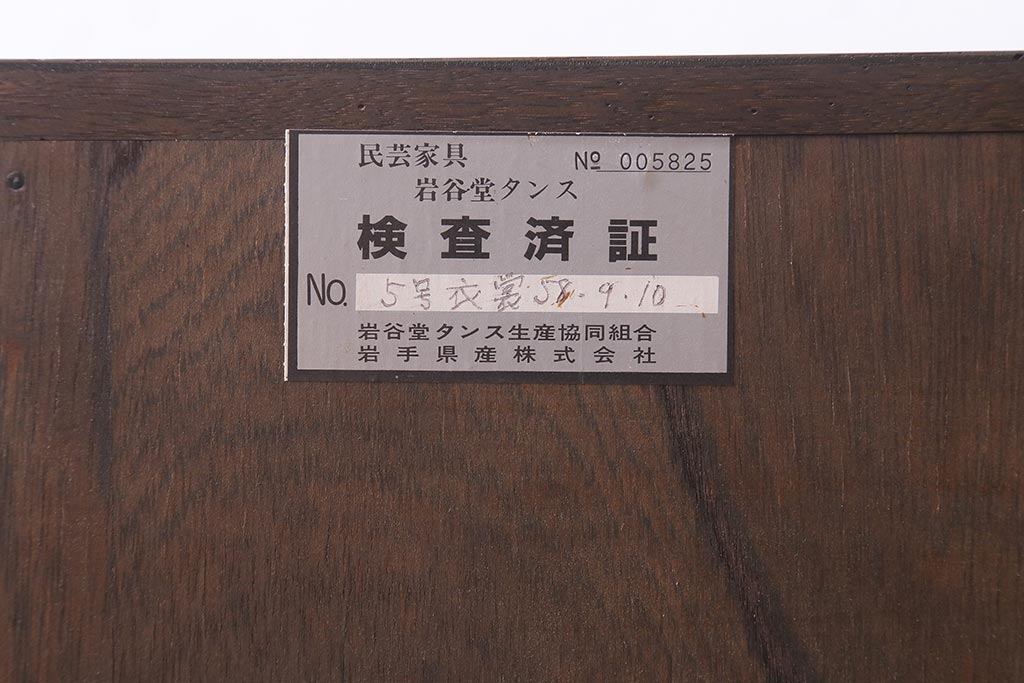 民芸家具
№ 005825
岩谷堂タンス
検査済証
No. 5号衣裳 58.9.10
岩谷堂タンス生産協同組合
岩手県産株式会社